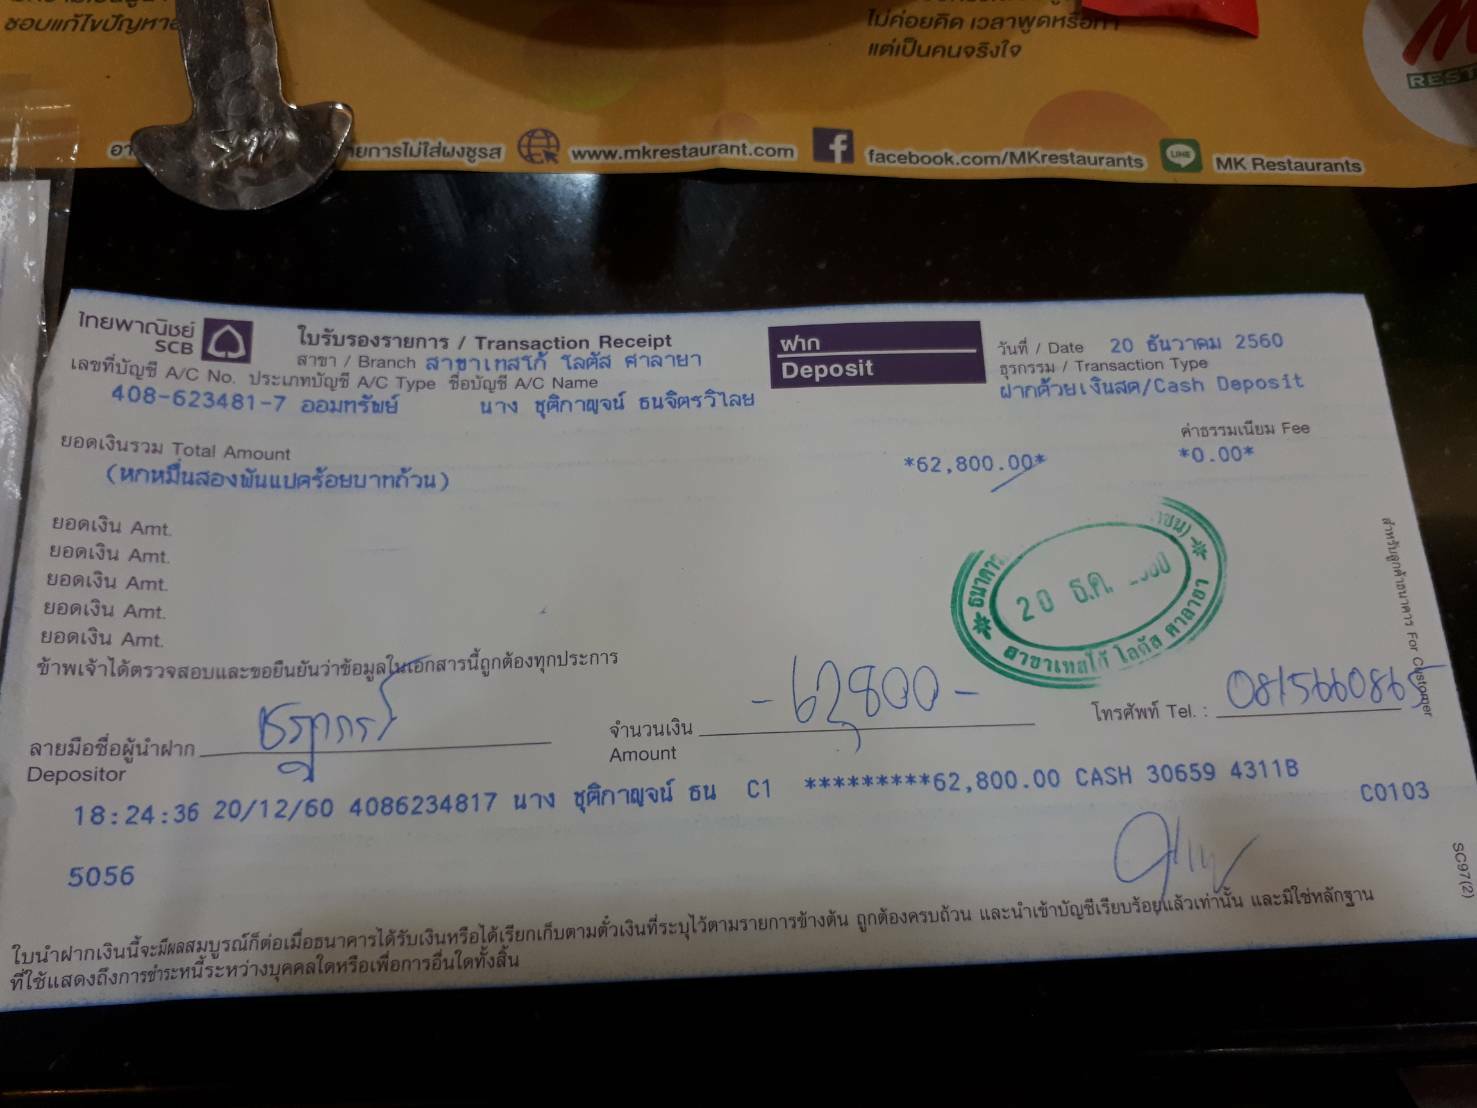 ชอบแก้ไขปัญหา
ไม่ค่อยคิด เวลาพูดหรือทำ
แต่เป็นคนจริงใจ
REST
ายการไม่ใส่ผงชูรส www.mkrestaurant.com facebook.com/MKrestaurants LINE MK Restaurants
ไทยพาณิชย์
SCB
ใบรับรองรายการ / Transaction Receipt
สาขา / Branch สาขาเทสโก้ โลตัส ศาลายา
ฝาก
Deposit
วันที่ / Date 20 ธันวาคม 2560
ธุรกรรม / Transaction Type
ฝากด้วยเงินสด/Cash Deposit
เลขที่บัญชี A/C No. ประเภทบัญชี A/C Type ชื่อบัญชี A/C Name
408-623481-7 ออมทรัพย์ นาง ชุติกาญจน์ ธนจิตรวิไลย
ยอดเงินรวม Total Amount
ค่าธรรมเนียม Fee
(หกหมื่นสองพันแปดร้อยบาทถ้วน) *62,800.00* *0.00*
ยอดเงิน Amt.
ยอดเงิน Amt.
ยอดเงิน Amt.
ยอดเงิน Amt.
ยอดเงิน Amt.
ธนาคาร
20 ธ.ค.
สาขาเทสโก้ โลตัส ศาลายา
สำหรับลูกค้าธนาคาร For Customer
ข้าพเจ้าได้ตรวจสอบและขอยืนยันว่าข้อมูลในเอกสารนี้ถูกต้องทุกประการ
ลายมือชื่อผู้นำฝาก
Depositor
จำนวนเงิน -62,800-
Amount
โทรศัพท์ Tel. : 0815660865
18:24:36 20/12/60 4086234817 นาง ชุติกาญจน์ ธน C1 *********62,800.00 CASH 30659 4311B
C0103
5056
SC97(2)
ใบนำฝากเงินนี้จะมีผลสมบูรณ์ก็ต่อเมื่อธนาคารได้รับเงินหรือได้เรียกเก็บตามตั๋วเงินที่ระบุไว้ตามรายการข้างต้น ถูกต้องครบถ้วน และนำเข้าบัญชีเรียบร้อยแล้วเท่านั้น และมิใช่หลักฐาน
ที่ใช้แสดงถึงการชำระหนี้ระหว่างบุคคลใดหรือเพื่อการอื่นใดทั้งสิ้น